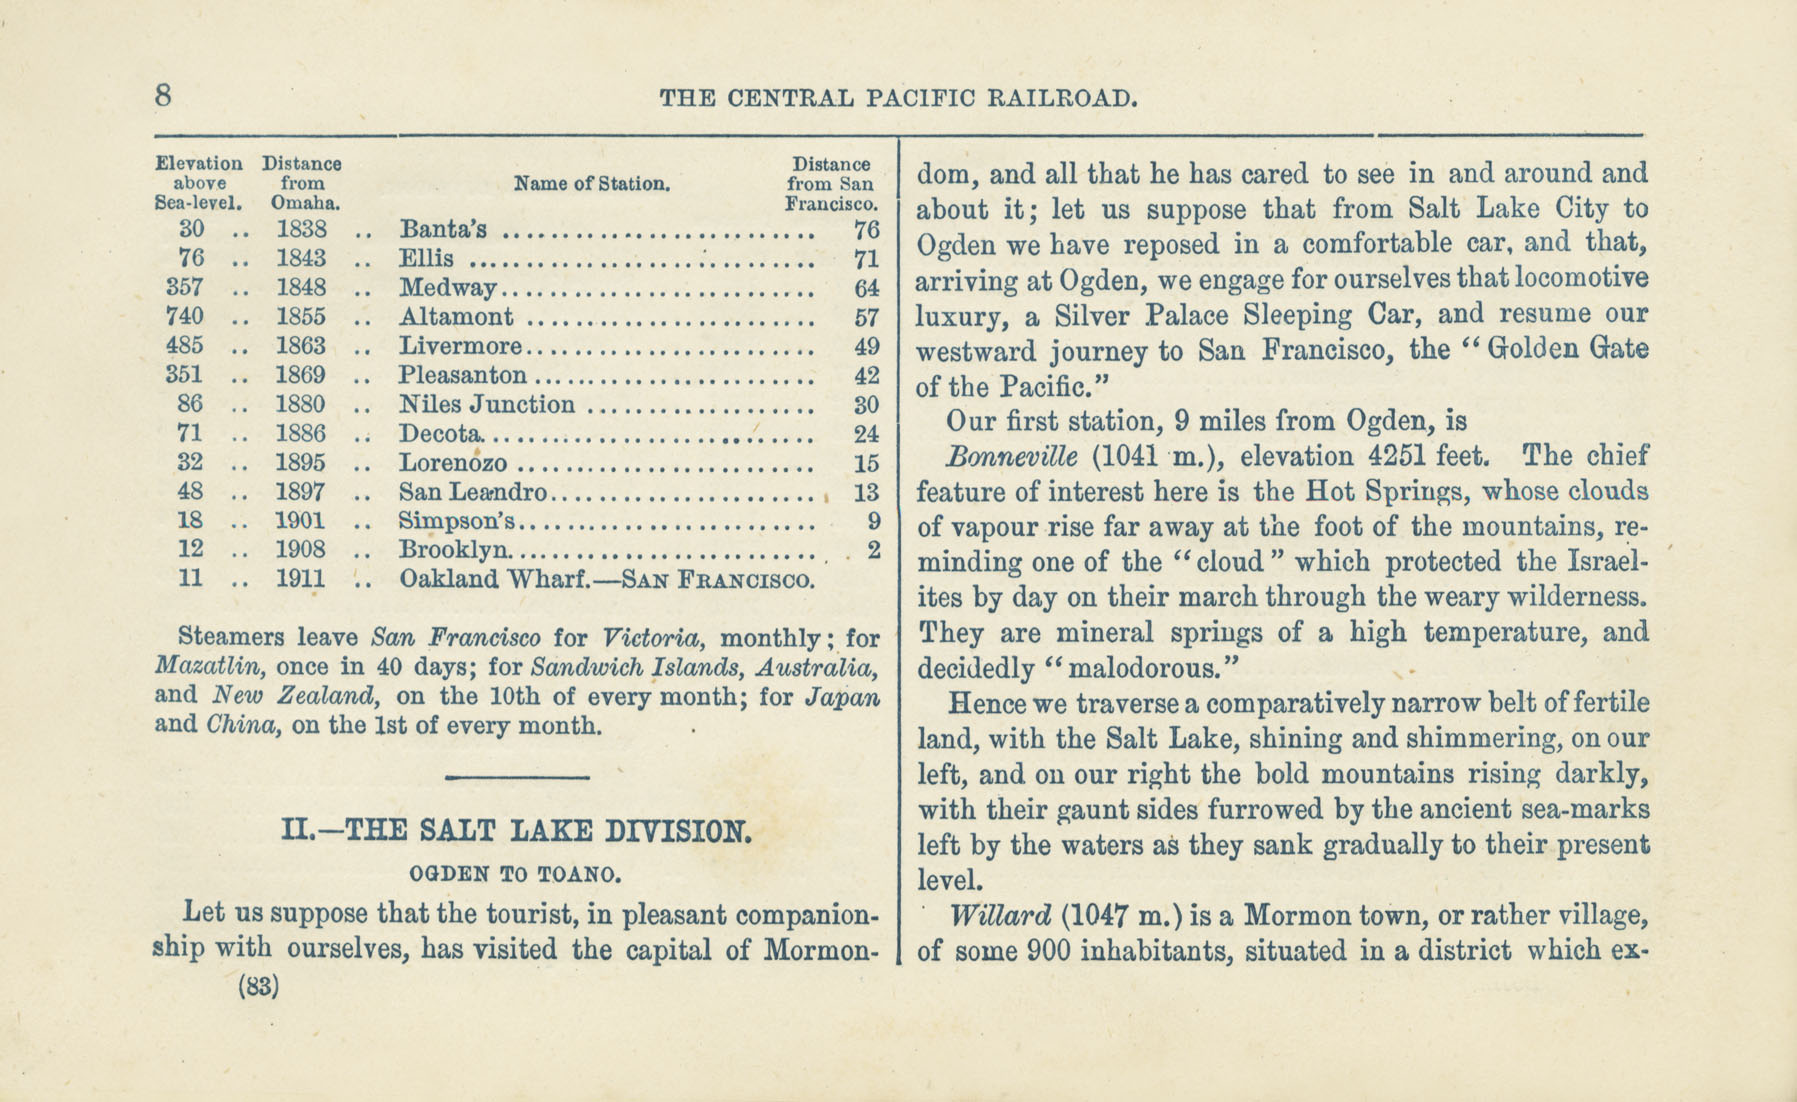 8
THE CENTRAL PACIFIC RAILROAD.
Elevation above Sea-level. Distance from Omaha. Name of Station. Distance from San Francisco.
30 .. 1838 .. Banta's ........................... 76
76 .. 1843 .. Ellis ........................... 71
357 .. 1848 .. Medway........................... 64
740 .. 1855 .. Altamont ......................... 57
485 .. 1863 .. Livermore......................... 49
351 .. 1869 .. Pleasanton ........................ 42
86 .. 1880 .. Niles Junction .................... 30
71 .. 1886 .. Decota............................ 24
32 .. 1895 .. Lorenozo .......................... 15
48 .. 1897 .. San Leandro....................... 13
18 .. 1901 .. Simpson's.......................... 9
12 .. 1908 .. Brooklyn........................... 2
11 .. 1911 .. Oakland Wharf.—SAN FRANCISCO.
Steamers leave San Francisco for Victoria, monthly; for
Mazatlin, once in 40 days; for Sandwich Islands, Australia,
and New Zealand, on the 10th of every month; for Japan
and China, on the 1st of every month.
II.—THE SALT LAKE DIVISION.
OGDEN TO TOANO.
Let us suppose that the tourist, in pleasant companion-
ship with ourselves, has visited the capital of Mormon-
(83)
dom, and all that he has cared to see in and around and
about it; let us suppose that from Salt Lake City to
Ogden we have reposed in a comfortable car, and that,
arriving at Ogden, we engage for ourselves that locomotive
luxury, a Silver Palace Sleeping Car, and resume our
westward journey to San Francisco, the “Golden Gate
of the Pacific.”
Our first station, 9 miles from Ogden, is
Bonneville (1041 m.), elevation 4251 feet. The chief
feature of interest here is the Hot Springs, whose clouds
of vapour rise far away at the foot of the mountains, re-
minding one of the “cloud” which protected the Israel-
ites by day on their march through the weary wilderness.
They are mineral springs of a high temperature, and
decidedly “malodorous.”
Hence we traverse a comparatively narrow belt of fertile
land, with the Salt Lake, shining and shimmering, on our
left, and on our right the bold mountains rising darkly,
with their gaunt sides furrowed by the ancient sea-marks
left by the waters as they sank gradually to their present
level.
Willard (1047 m.) is a Mormon town, or rather village,
of some 900 inhabitants, situated in a district which ex-